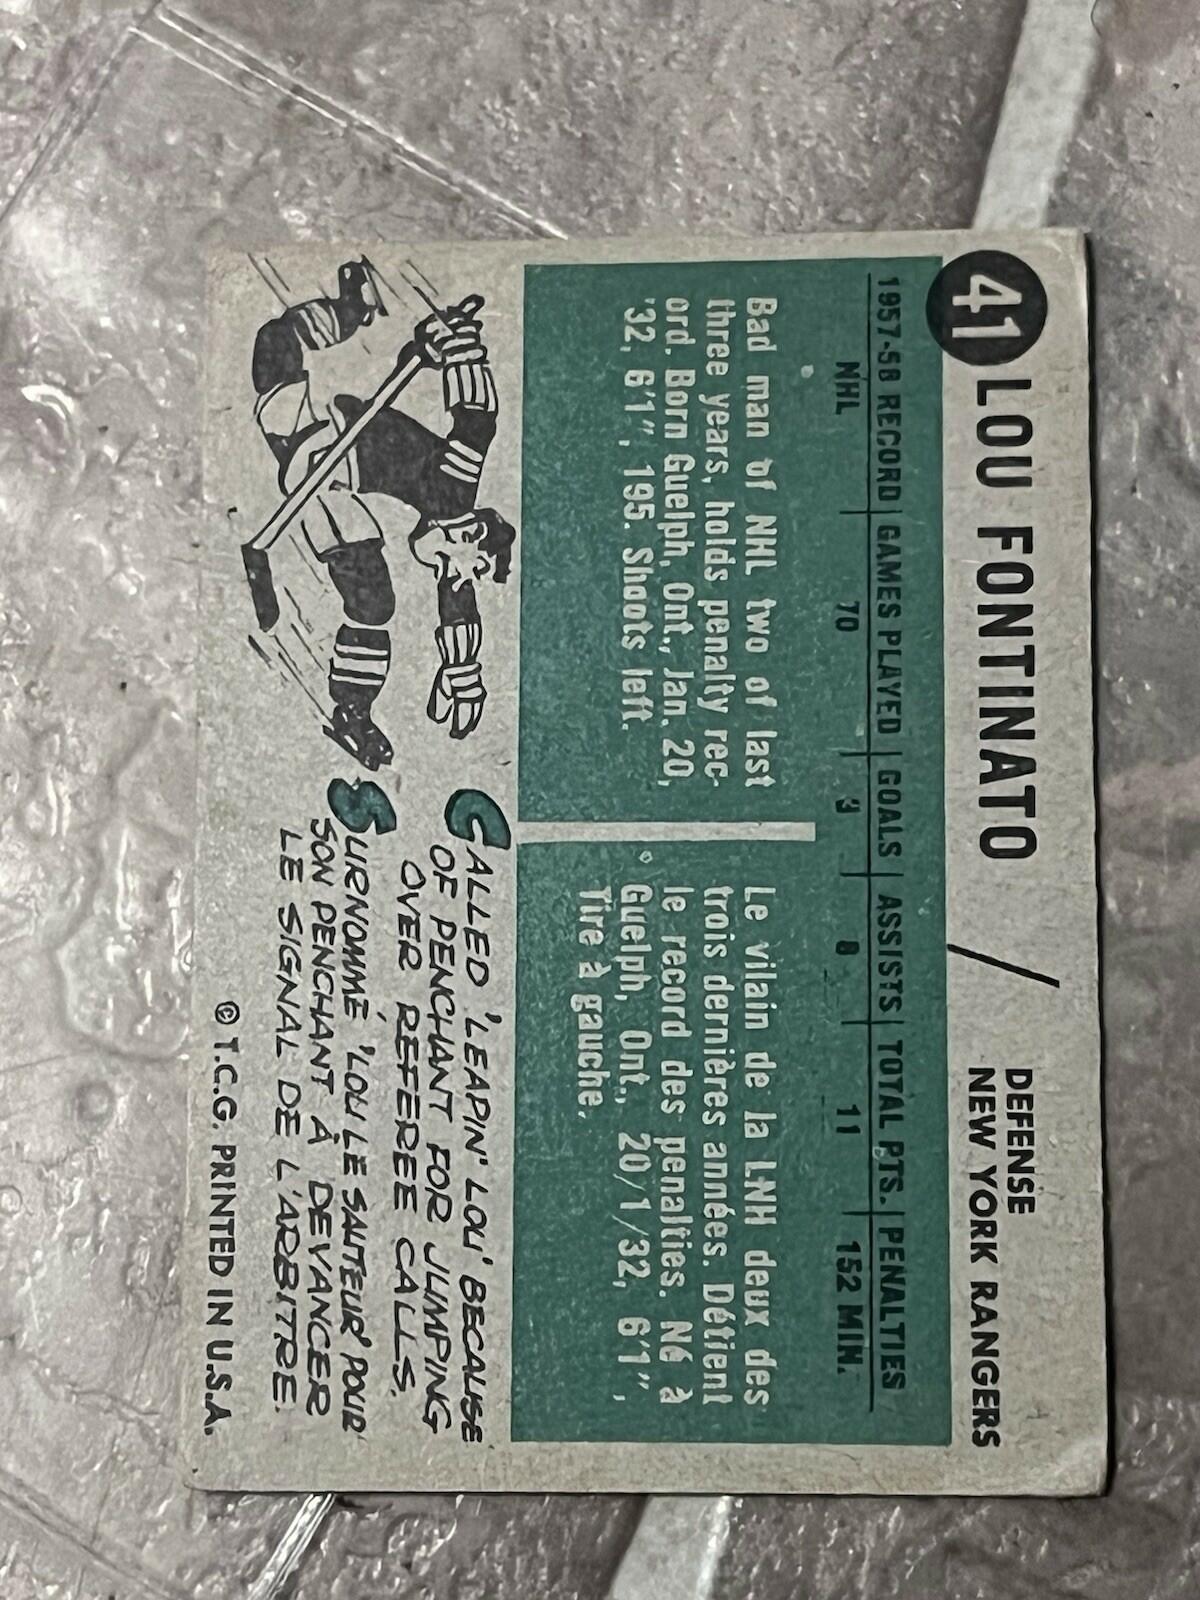 41 LOU FONTINATO / DEFENSE
NEW YORK RANGERS
1957-58 RECORD | GAMES PLAYED | GOALS | ASSISTS | TOTAL PTS. | PENALTIES
NHL 70 3 8 11 152 MIN.
Bad man of NHL two of last
three years, holds penalty rec-
ord. Born Guelph, Ont., Jan. 20,
'32, 6'1", 195. Shoots left.
Le vilain de la LNH deux des
trois dernières années. Détient
le record des penalties. Né à
Guelph, Ont., 20/1/32, 6'1",
Tire à gauche.
CALLED 'LEAPIN' LOU' BECAUSE
OF PENCHANT FOR JUMPING
OVER REFEREE CALLS.
SURNOMMÉ 'LOU LE SAUTEUR' POUR
SON PENCHANT À DEVANCER
LE SIGNAL DE L'ARBITRE.
© T.C.G. PRINTED IN U.S.A.